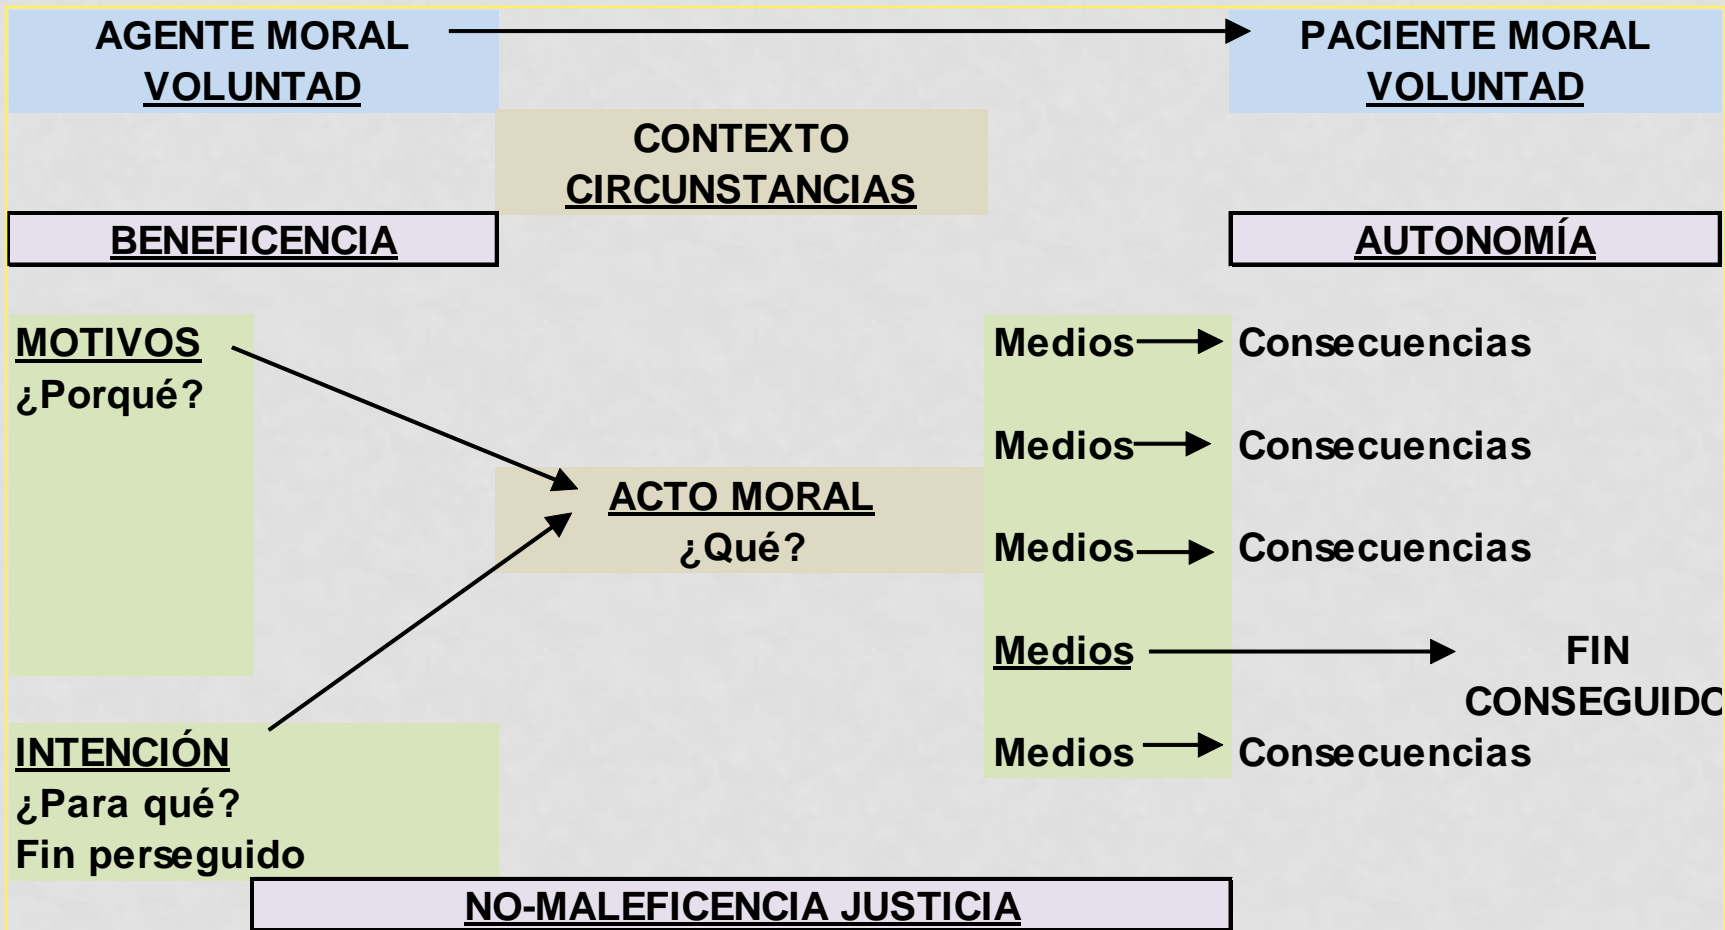 AGENTE MORAL
VOLUNTAD
PACIENTE MORAL
VOLUNTAD
CONTEXTO
CIRCUNSTANCIAS
BENEFICENCIA
AUTONOMÍA
MOTIVOS
¿Porqué?
Medios
Consecuencias
Medios
Consecuencias
ACTO MORAL
¿Qué?
Medios
Consecuencias
Medios
FIN
CONSEGUIDO
INTENCIÓN
¿Para qué?
Fin perseguido
Medios
Consecuencias
NO-MALEFICENCIA JUSTICIA